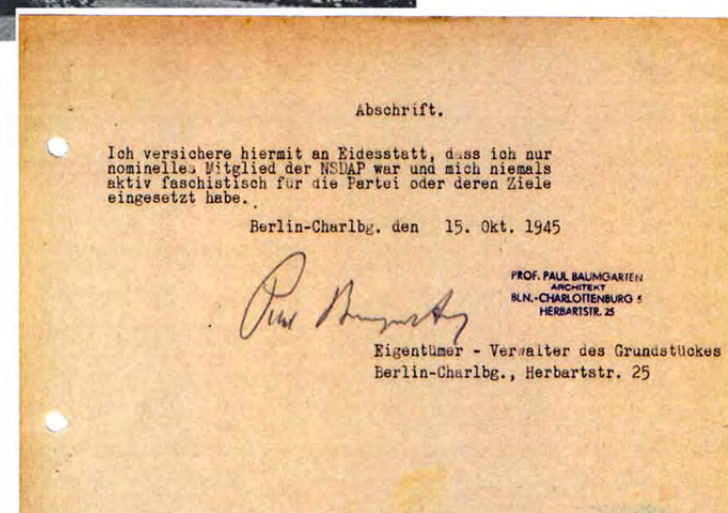 Abschrift.
Ich versichere hiermit an Eidesstatt, dass ich nur
nominelles Mitglied der NSDAP war und mich niemals
aktiv faschistisch für die Partei oder deren Ziele
eingesetzt habe.
Berlin-Charlbg. den 15. Okt. 1945
Paul Baumgarten
PROF. PAUL BAUMGARTEN
ARCHITEKT
BLN.-CHARLOTTENBURG 5
HERBARTSTR. 25
Eigentümer - Verwalter des Grundstückes
Berlin-Charlbg., Herbartstr. 25